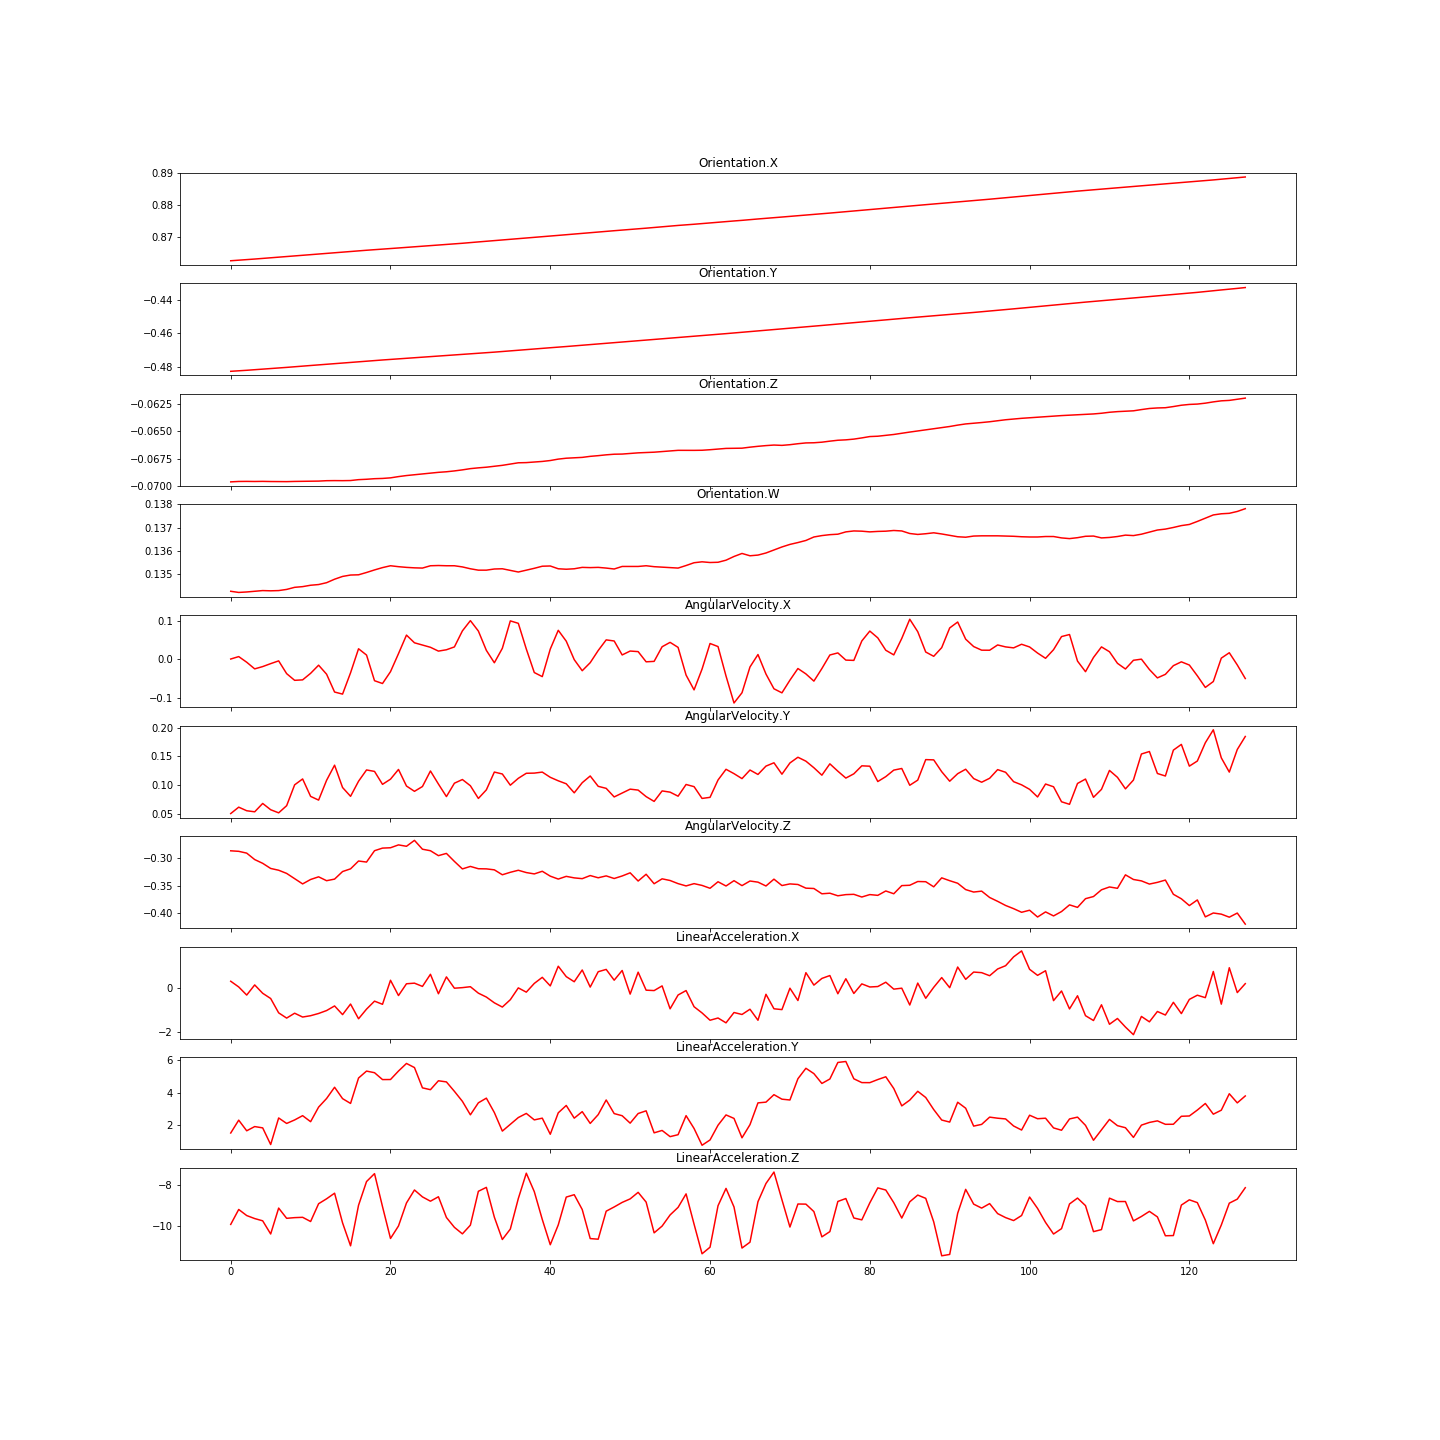 Orientation.X
0.89
0.88
0.87
Orientation.Y
−0.44
−0.46
−0.48
Orientation.Z
−0.0625
−0.0650
−0.0675
−0.0700
Orientation.W
0.138
0.137
0.136
0.135
AngularVelocity.X
0.1
0.0
−0.1
AngularVelocity.Y
0.20
0.15
0.10
0.05
AngularVelocity.Z
−0.30
−0.35
−0.40
LinearAcceleration.X
0
−2
LinearAcceleration.Y
6
4
2
LinearAcceleration.Z
−8
−10
0 20 40 60 80 100 120